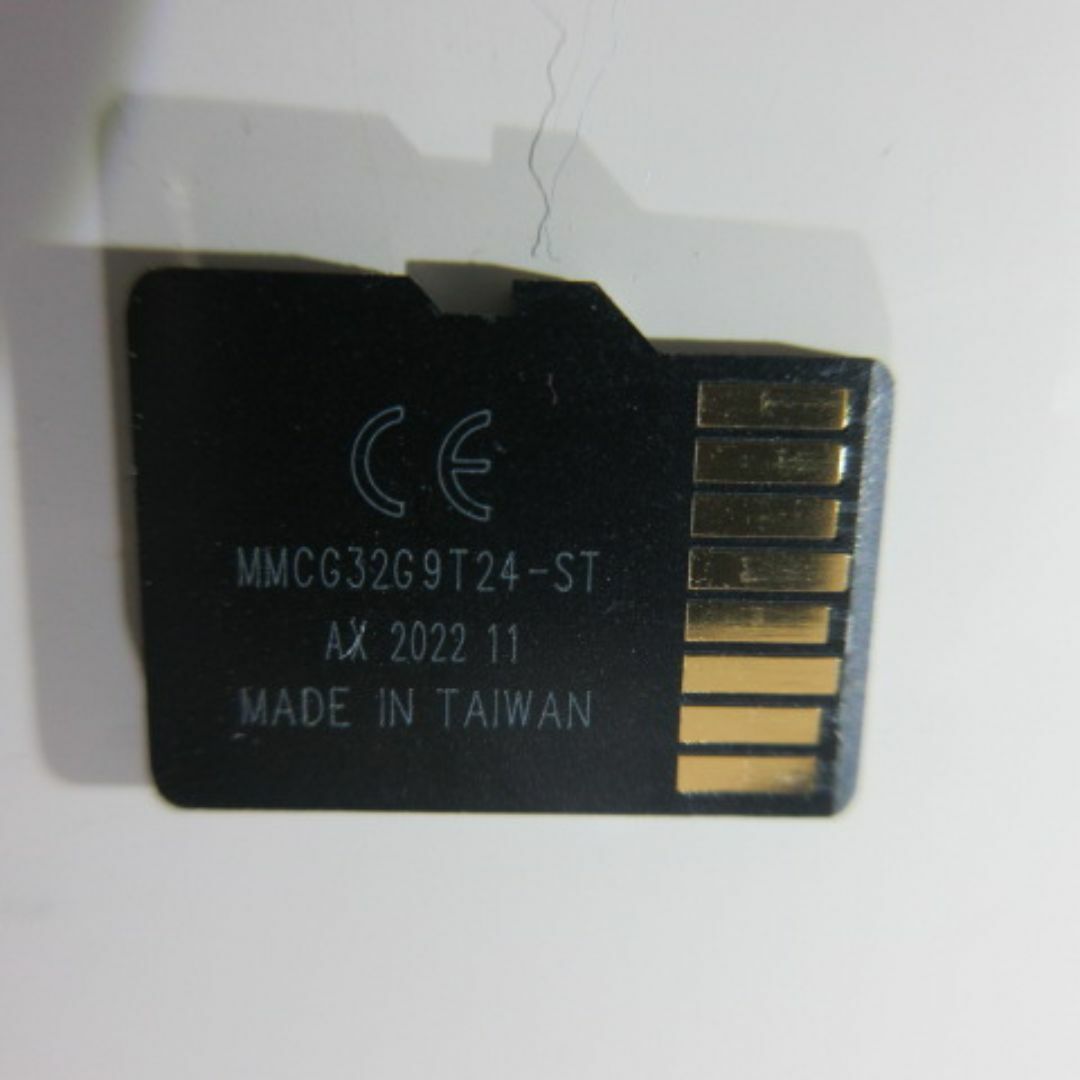 CE
MMCG32G9T24-ST
AX 2022 11
MADE IN TAIWAN